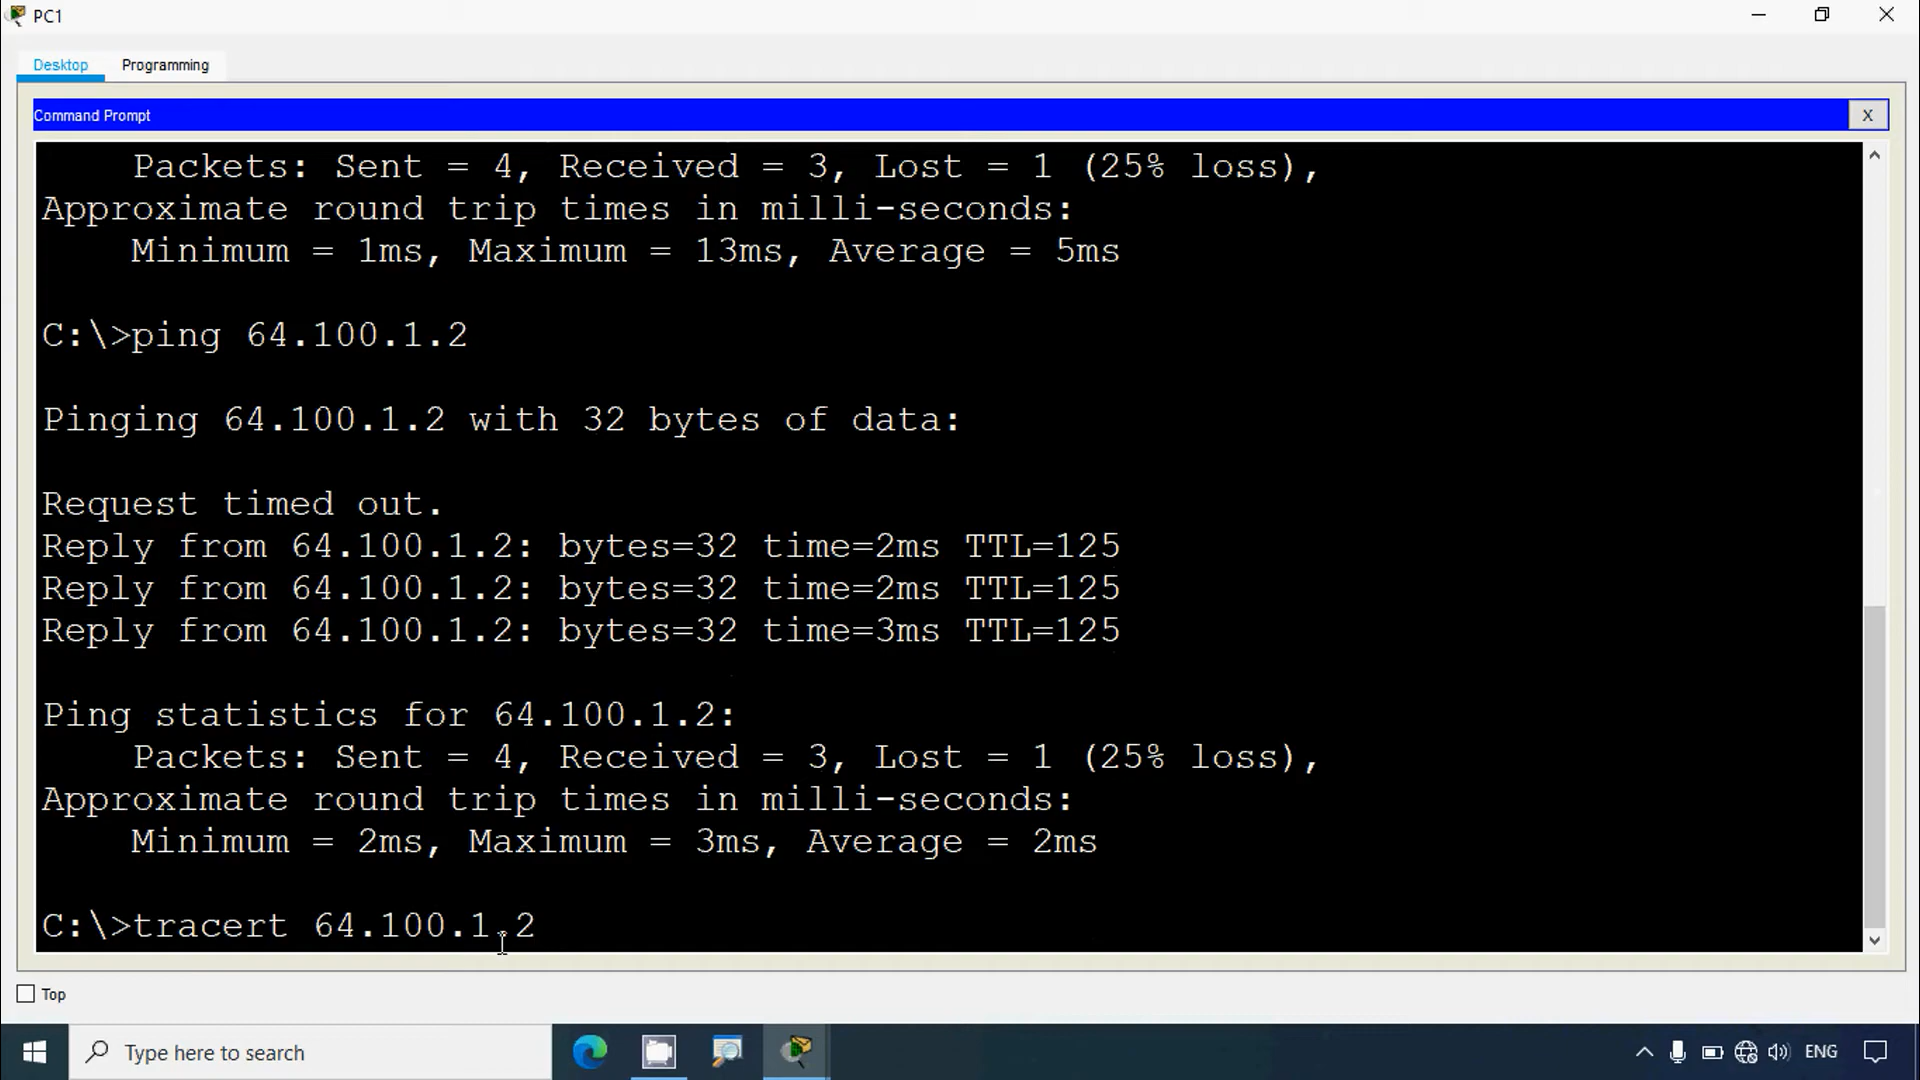 PC1
Desktop Programming
Command Prompt X
Packets: Sent = 4, Received = 3, Lost = 1 (25% loss),
Approximate round trip times in milli-seconds:
Minimum = 1ms, Maximum = 13ms, Average = 5ms
C:\>ping 64.100.1.2
Pinging 64.100.1.2 with 32 bytes of data:
Request timed out.
Reply from 64.100.1.2: bytes=32 time=2ms TTL=125
Reply from 64.100.1.2: bytes=32 time=2ms TTL=125
Reply from 64.100.1.2: bytes=32 time=3ms TTL=125
Ping statistics for 64.100.1.2:
Packets: Sent = 4, Received = 3, Lost = 1 (25% loss),
Approximate round trip times in milli-seconds:
Minimum = 2ms, Maximum = 3ms, Average = 2ms
C:\>tracert 64.100.1.2
Top
Type here to search
ENG